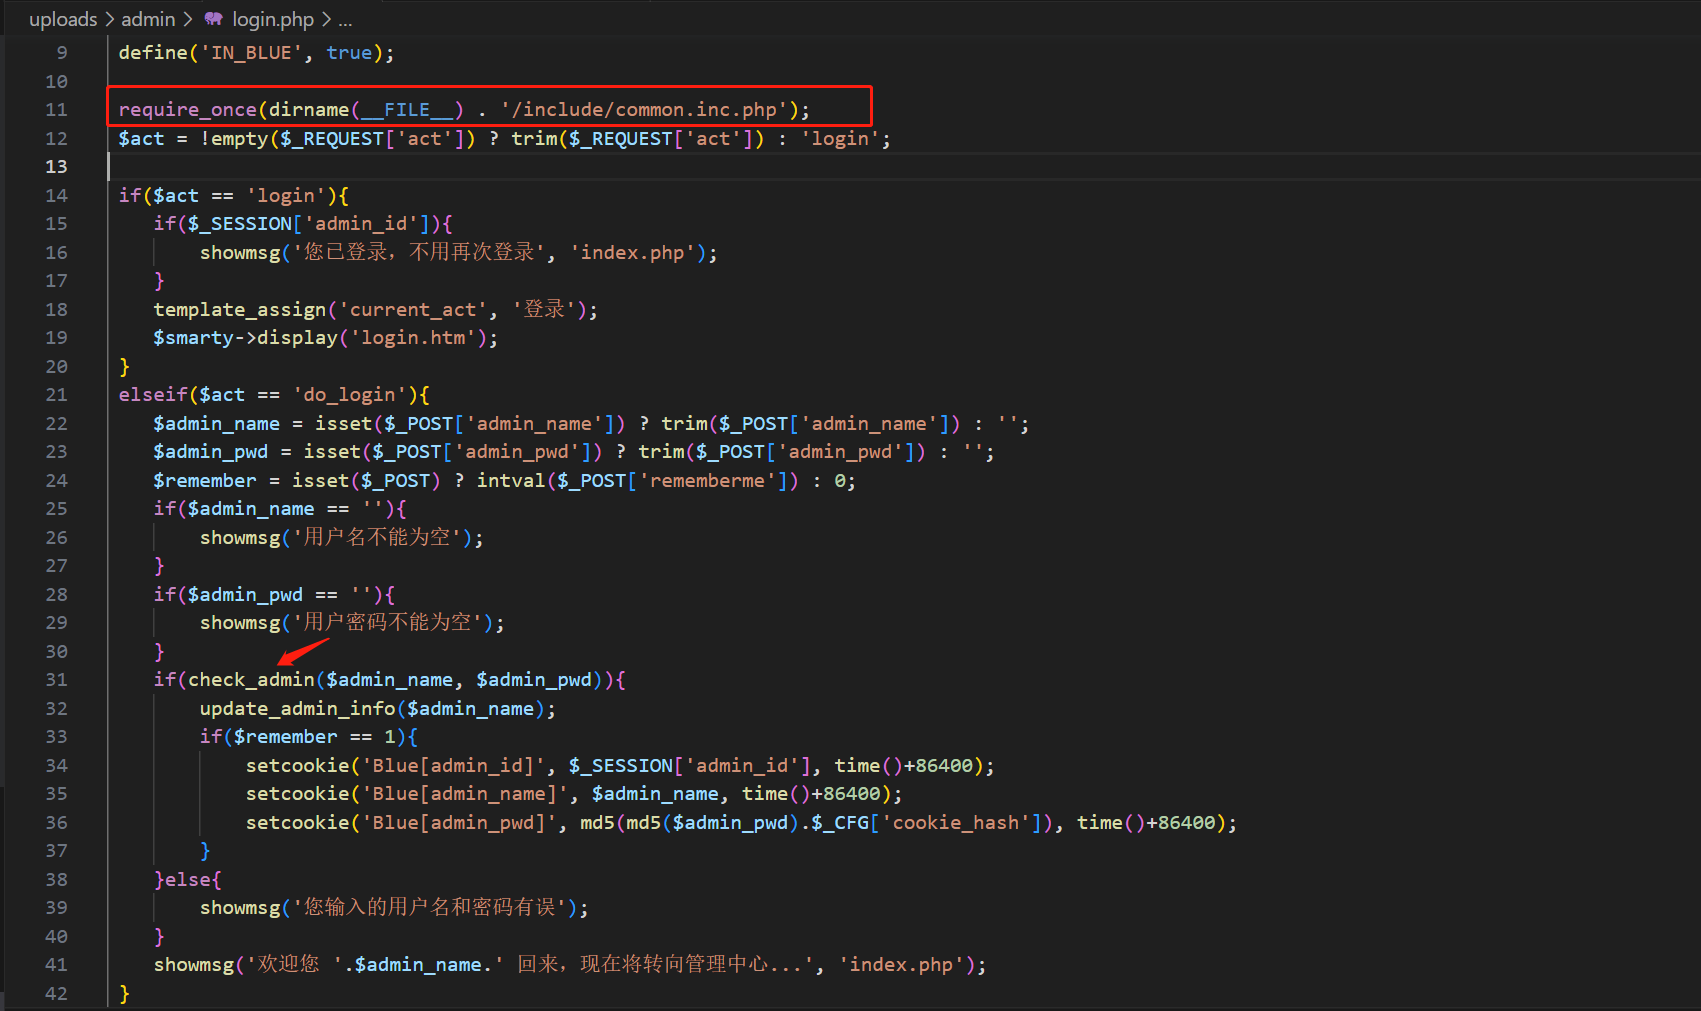 uploads > admin > login.php > ...
9 define('IN_BLUE', true);
10
11 require_once(dirname(__FILE__) . '/include/common.inc.php');
12 $act = !empty($_REQUEST['act']) ? trim($_REQUEST['act']) : 'login';
13
14 if($act == 'login'){
15 if($_SESSION['admin_id']){
16 showmsg('您已登录，不用再次登录', 'index.php');
17 }
18 template_assign('current_act', '登录');
19 $smarty->display('login.htm');
20 }
21 elseif($act == 'do_login'){
22 $admin_name = isset($_POST['admin_name']) ? trim($_POST['admin_name']) : '';
23 $admin_pwd = isset($_POST['admin_pwd']) ? trim($_POST['admin_pwd']) : '';
24 $remember = isset($_POST) ? intval($_POST['rememberme']) : 0;
25 if($admin_name == ''){
26 showmsg('用户名不能为空');
27 }
28 if($admin_pwd == ''){
29 showmsg('用户密码不能为空');
30 }
31 if(check_admin($admin_name, $admin_pwd)){
32 update_admin_info($admin_name);
33 if($remember == 1){
34 setcookie('Blue[admin_id]', $_SESSION['admin_id'], time()+86400);
35 setcookie('Blue[admin_name]', $admin_name, time()+86400);
36 setcookie('Blue[admin_pwd]', md5(md5($admin_pwd).$_CFG['cookie_hash']), time()+86400);
37 }
38 }else{
39 showmsg('您输入的用户名和密码有误');
40 }
41 showmsg('欢迎您 '.$admin_name.' 回来，现在将转向管理中心...', 'index.php');
42 }